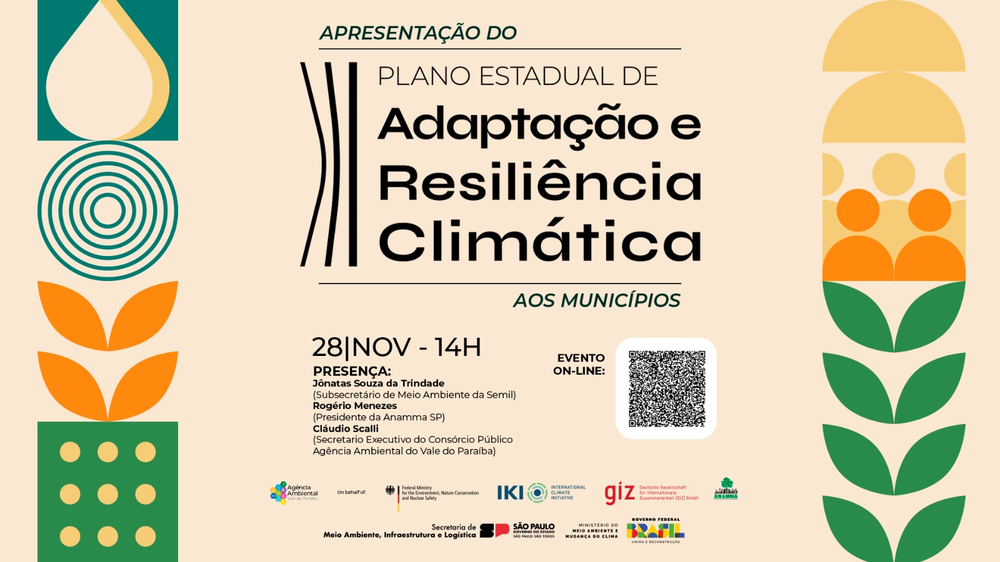 APRESENTAÇÃO DO
PLANO ESTADUAL DE
Adaptação e
Resiliência
Climática
AOS MUNICÍPIOS
28|NOV - 14H
PRESENÇA:
Jônatas Souza da Trindade
(Subsecretário de Meio Ambiente da Semil)
Rogério Menezes
(Presidente da Anamma SP)
Cláudio Scalli
(Secretario Executivo do Consórcio Público
Agência Ambiental do Vale do Paraíba)
EVENTO
ON-LINE:
Agência
Ambiental
Vale do Paraíba
On behalf of:
Federal Ministry
for the Environment, Nature Conservation
and Nuclear Safety
IKI
INTERNATIONAL
CLIMATE
INITIATIVE
giz
Deutsche Gesellschaft
für Internationale
Zusammenarbeit (GIZ) GmbH
ANAMMA
Secretaria de
Meio Ambiente, Infraestrutura e Logística
SP
SÃO PAULO
GOVERNO DO ESTADO
SÃO PAULO SÃO TODOS
MINISTÉRIO DO
MEIO AMBIENTE E
MUDANÇA DO CLIMA
GOVERNO FEDERAL
BRASIL
UNIÃO E RECONSTRUÇÃO